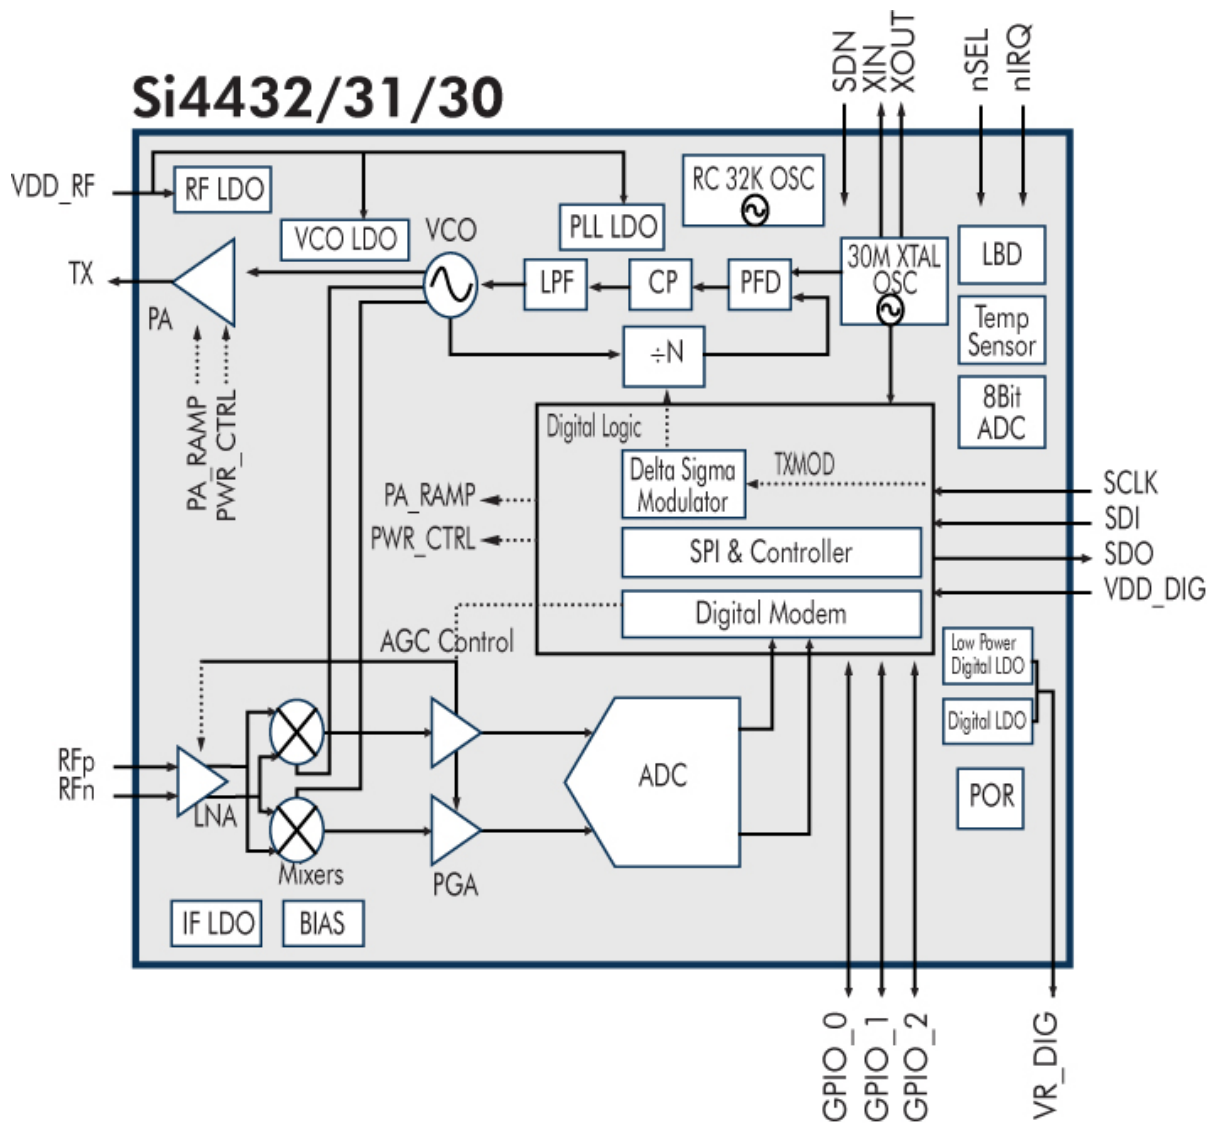 SDN
XIN
XOUT
nSEL
nIRQ
Si4432/31/30
VDD_RF
RF LDO
VCO LDO
VCO
PLL LDO
RC 32K OSC
TX
PA
LPF
CP
PFD
30M XTAL
OSC
LBD
÷N
Temp
Sensor
8Bit
ADC
PA_RAMP
PWR_CTRL
Digital Logic
Delta Sigma
Modulator
TXMOD
PA_RAMP
PWR_CTRL
SPI & Controller
Digital Modem
SCLK
SDI
SDO
VDD_DIG
AGC Control
Low Power
Digital LDO
Digital LDO
RFp
RFn
LNA
Mixers
PGA
ADC
POR
IF LDO
BIAS
GPIO_0
GPIO_1
GPIO_2
VR_DIG